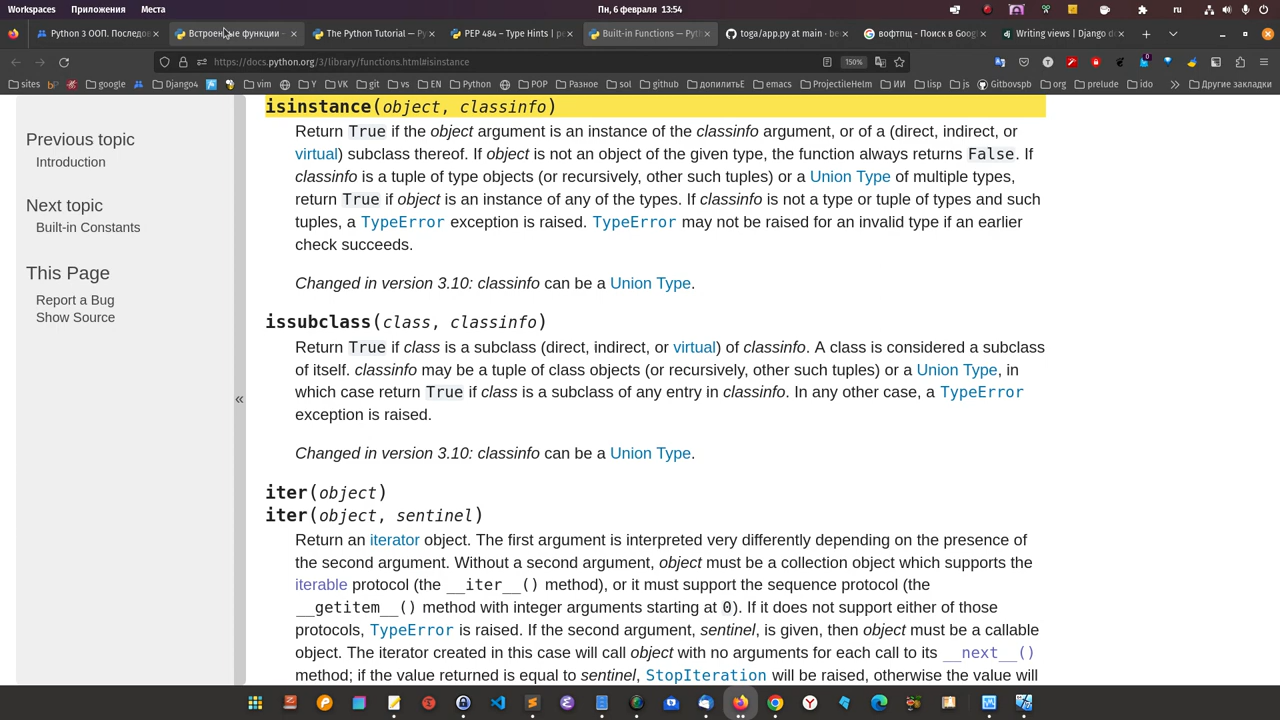 Workspaces Приложения Места Пн, 6 февраля 13:54 ru
Python 3 ООП. Последов Встроенные функции - The Python Tutorial — Py PEP 484 – Type Hints | p Built-in Functions — Pyth toga/app.py at main · be вофтпщ - Поиск в Goog Writing views | Django do
https://docs.python.org/3/library/functions.html#isinstance 150%
sites google Django4 vim Y VK git vs EN Python POP Разное sol github допилитьЕ emacs ProjectileHelm ИИ lisp js Gitbovspb org prelude ido Другие закладки
Previous topic
Introduction
Next topic
Built-in Constants
This Page
Report a Bug
Show Source
«
isinstance(object, classinfo)
Return True if the object argument is an instance of the classinfo argument, or of a (direct, indirect, or
virtual) subclass thereof. If object is not an object of the given type, the function always returns False. If
classinfo is a tuple of type objects (or recursively, other such tuples) or a Union Type of multiple types,
return True if object is an instance of any of the types. If classinfo is not a type or tuple of types and such
tuples, a TypeError exception is raised. TypeError may not be raised for an invalid type if an earlier
check succeeds.
Changed in version 3.10: classinfo can be a Union Type.
issubclass(class, classinfo)
Return True if class is a subclass (direct, indirect, or virtual) of classinfo. A class is considered a subclass
of itself. classinfo may be a tuple of class objects (or recursively, other such tuples) or a Union Type, in
which case return True if class is a subclass of any entry in classinfo. In any other case, a TypeError
exception is raised.
Changed in version 3.10: classinfo can be a Union Type.
iter(object)
iter(object, sentinel)
Return an iterator object. The first argument is interpreted very differently depending on the presence of
the second argument. Without a second argument, object must be a collection object which supports the
iterable protocol (the __iter__() method), or it must support the sequence protocol (the
__getitem__() method with integer arguments starting at 0). If it does not support either of those
protocols, TypeError is raised. If the second argument, sentinel, is given, then object must be a callable
object. The iterator created in this case will call object with no arguments for each call to its __next__()
method; if the value returned is equal to sentinel, StopIteration will be raised, otherwise the value will